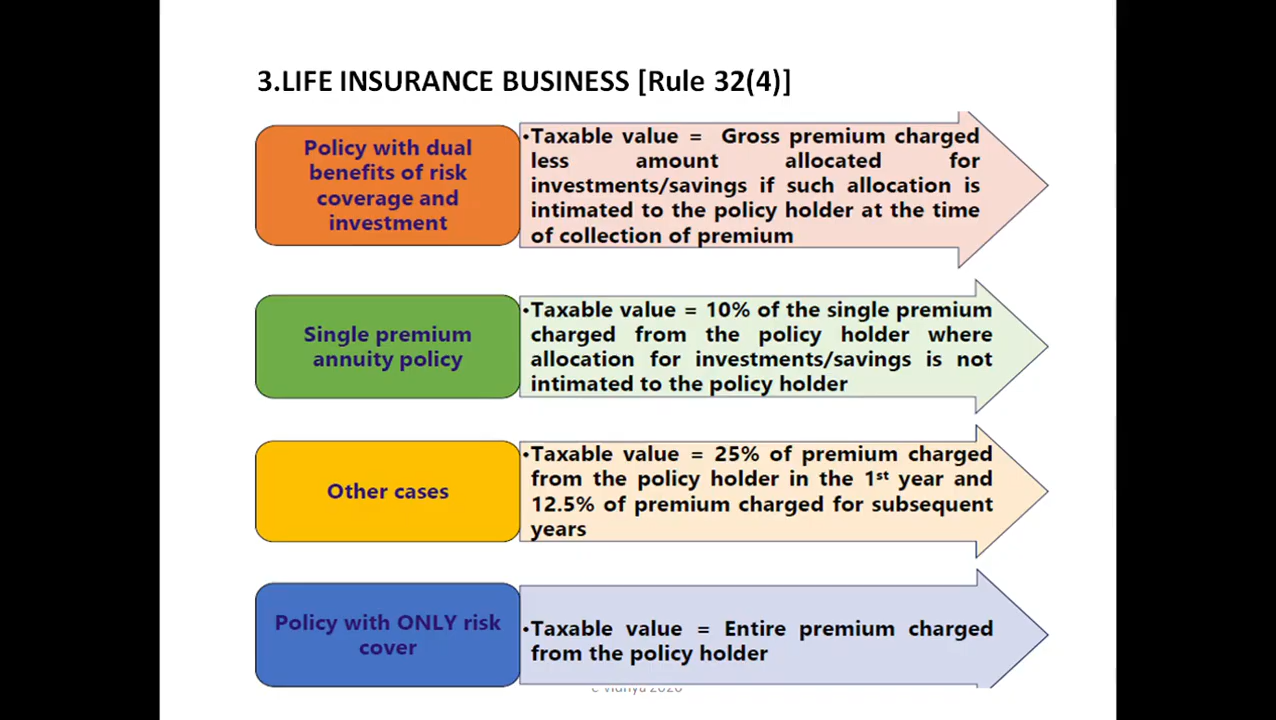 3.LIFE INSURANCE BUSINESS [Rule 32(4)]
Policy with dual
benefits of risk
coverage and
investment
•Taxable value = Gross premium charged
less amount allocated for
investments/savings if such allocation is
intimated to the policy holder at the time
of collection of premium
Single premium
annuity policy
•Taxable value = 10% of the single premium
charged from the policy holder where
allocation for investments/savings is not
intimated to the policy holder
Other cases
•Taxable value = 25% of premium charged
from the policy holder in the 1st year and
12.5% of premium charged for subsequent
years
Policy with ONLY risk
cover
•Taxable value = Entire premium charged
from the policy holder